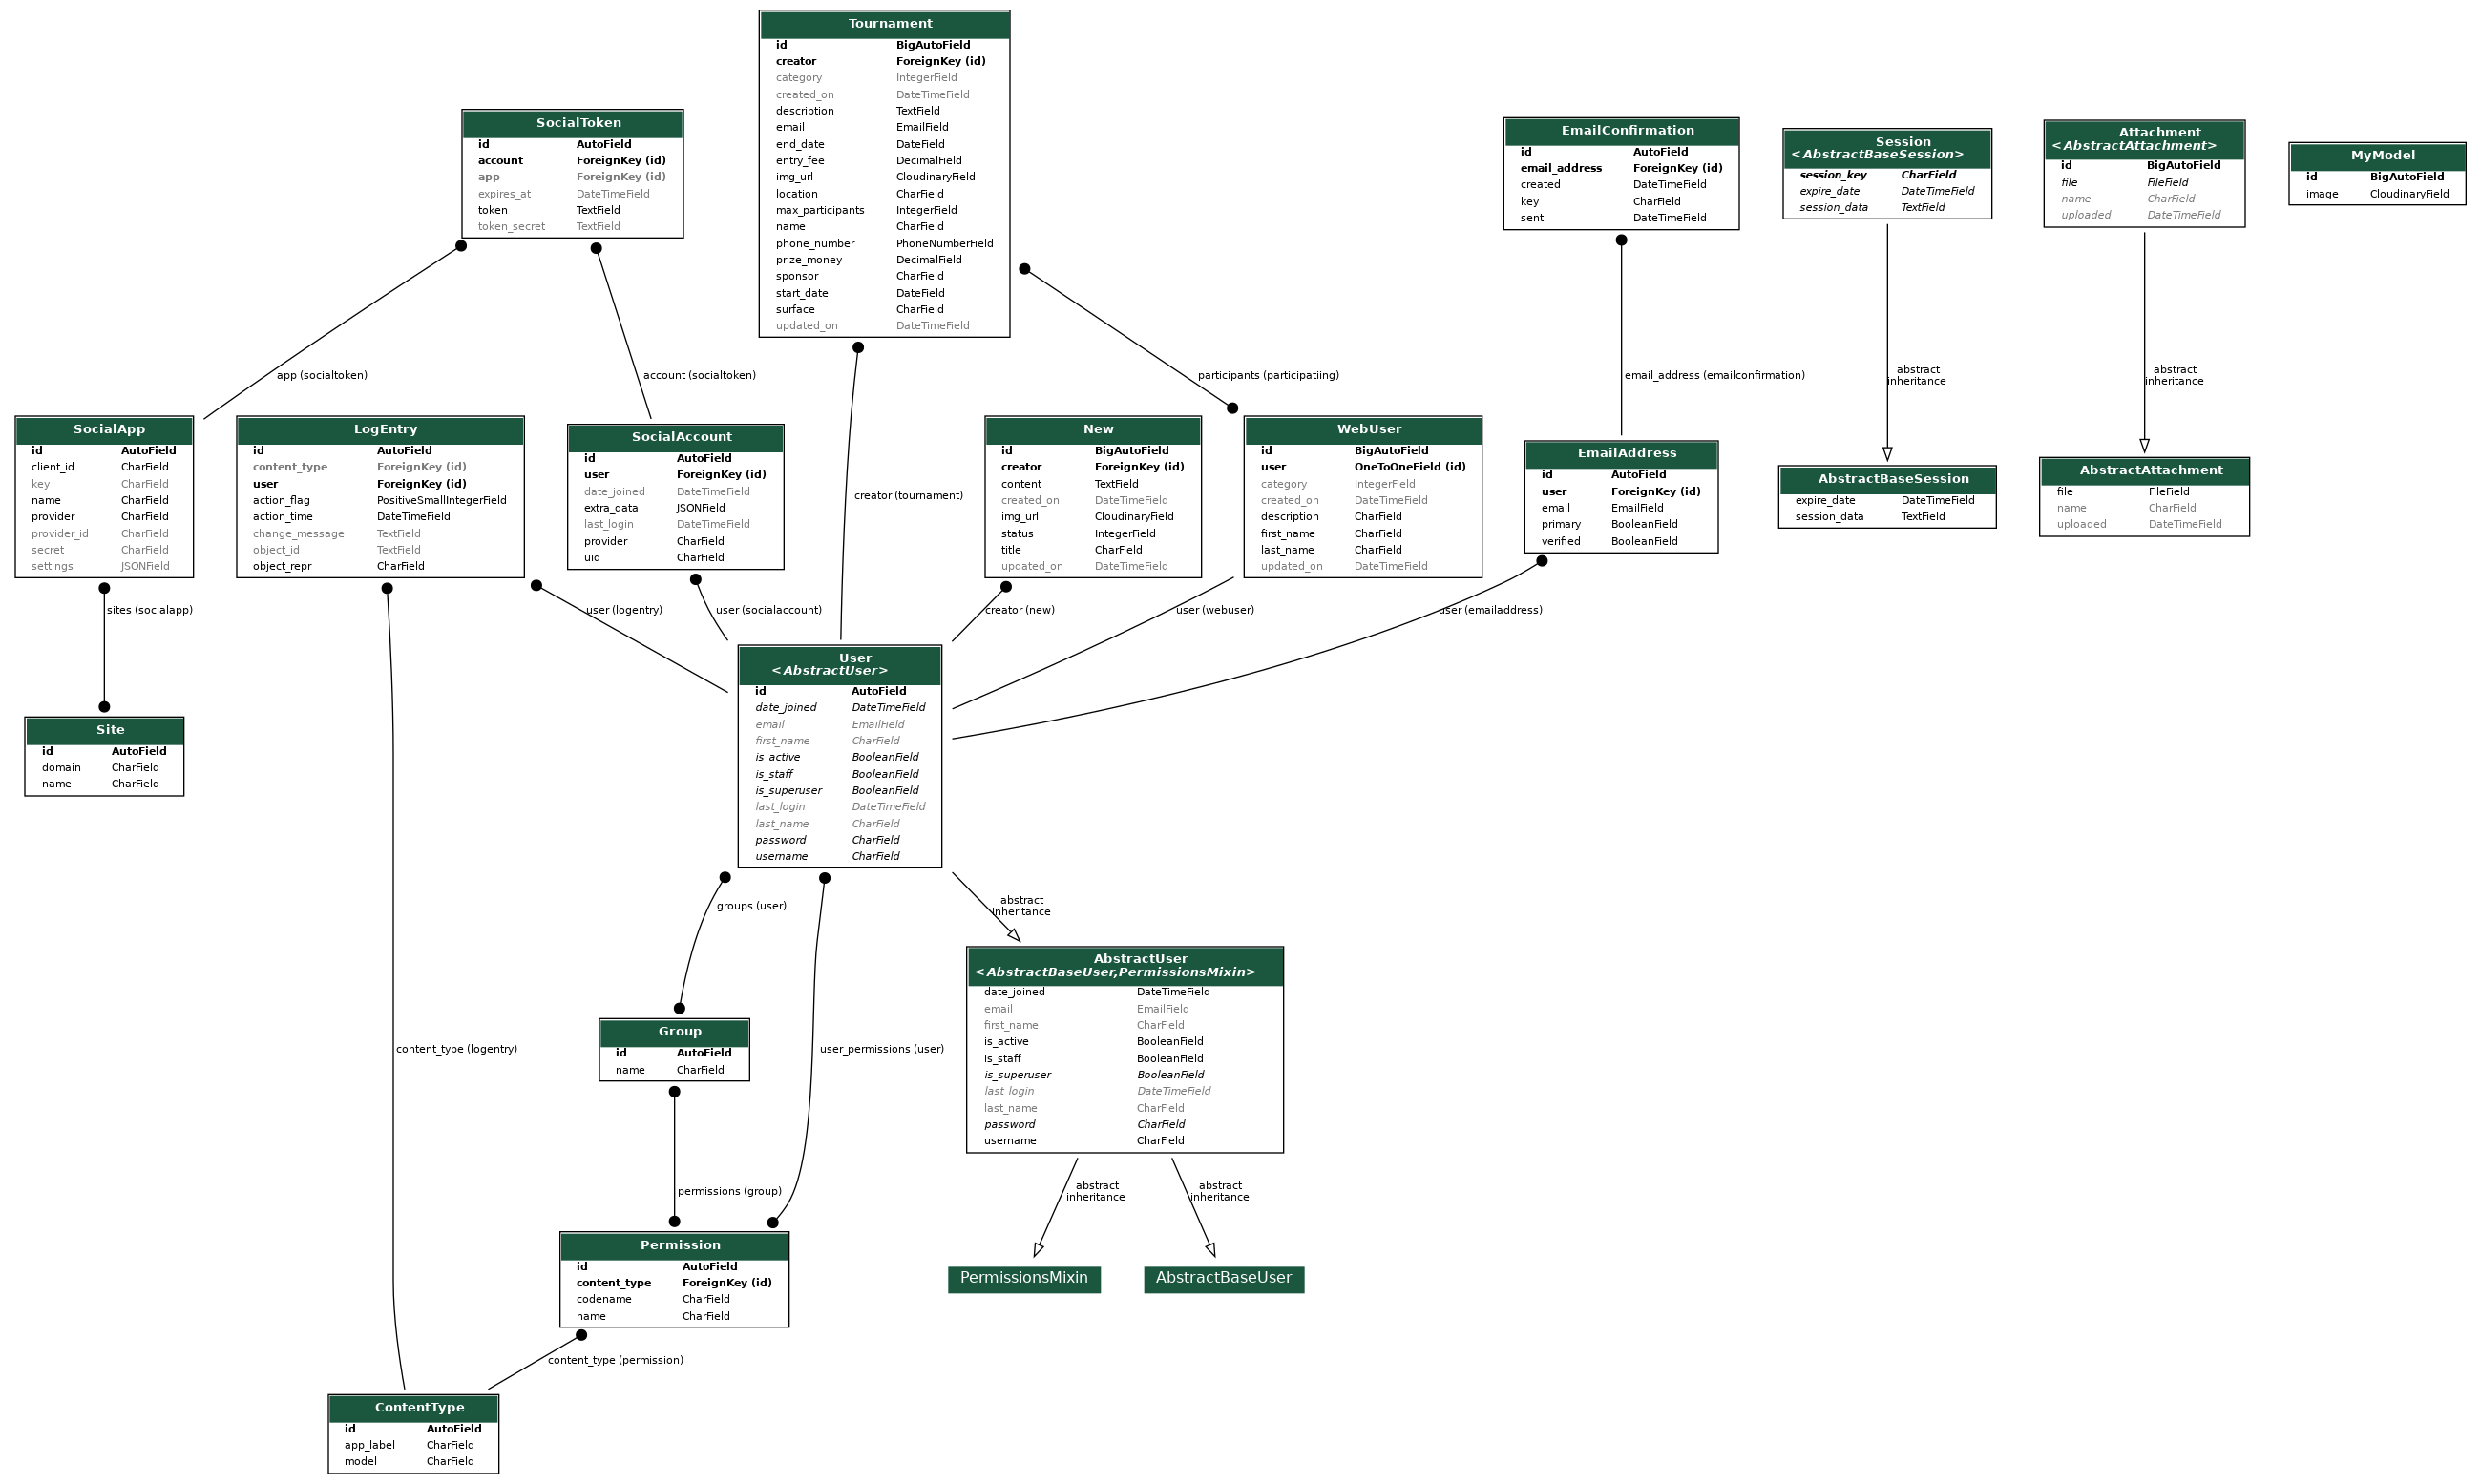 Tournament
id BigAutoField
creator ForeignKey (id)
category IntegerField
created_on DateTimeField
description TextField
email EmailField
end_date DateField
entry_fee DecimalField
img_url CloudinaryField
location CharField
max_participants IntegerField
name CharField
phone_number PhoneNumberField
prize_money DecimalField
sponsor CharField
start_date DateField
surface CharField
updated_on DateTimeField
SocialToken
id AutoField
account ForeignKey (id)
app ForeignKey (id)
expires_at DateTimeField
token TextField
token_secret TextField
EmailConfirmation
id AutoField
email_address ForeignKey (id)
created DateTimeField
key CharField
sent DateTimeField
Session
<AbstractBaseSession>
session_key CharField
expire_date DateTimeField
session_data TextField
Attachment
<AbstractAttachment>
id BigAutoField
file FileField
name CharField
uploaded DateTimeField
MyModel
id BigAutoField
image CloudinaryField
app (socialtoken)
account (socialtoken)
participants (participatiing)
email_address (emailconfirmation)
abstract
inheritance
abstract
inheritance
SocialApp
id AutoField
client_id CharField
key CharField
name CharField
provider CharField
provider_id CharField
secret CharField
settings JSONField
LogEntry
id AutoField
content_type ForeignKey (id)
user ForeignKey (id)
action_flag PositiveSmallIntegerField
action_time DateTimeField
change_message TextField
object_id TextField
object_repr CharField
SocialAccount
id AutoField
user ForeignKey (id)
date_joined DateTimeField
extra_data JSONField
last_login DateTimeField
provider CharField
uid CharField
creator (tournament)
New
id BigAutoField
creator ForeignKey (id)
content TextField
created_on DateTimeField
img_url CloudinaryField
status IntegerField
title CharField
updated_on DateTimeField
WebUser
id BigAutoField
user OneToOneField (id)
category IntegerField
created_on DateTimeField
description CharField
first_name CharField
last_name CharField
updated_on DateTimeField
EmailAddress
id AutoField
user ForeignKey (id)
email EmailField
primary BooleanField
verified BooleanField
AbstractBaseSession
expire_date DateTimeField
session_data TextField
AbstractAttachment
file FileField
name CharField
uploaded DateTimeField
sites (socialapp)
user (logentry)
user (socialaccount)
creator (new)
user (webuser)
user (emailaddress)
Site
id AutoField
domain CharField
name CharField
User
<AbstractUser>
id AutoField
date_joined DateTimeField
email EmailField
first_name CharField
is_active BooleanField
is_staff BooleanField
is_superuser BooleanField
last_login DateTimeField
last_name CharField
password CharField
username CharField
groups (user)
abstract
inheritance
AbstractUser
<AbstractBaseUser,PermissionsMixin>
date_joined DateTimeField
email EmailField
first_name CharField
is_active BooleanField
is_staff BooleanField
is_superuser BooleanField
last_login DateTimeField
last_name CharField
password CharField
username CharField
Group
id AutoField
name CharField
content_type (logentry)
user_permissions (user)
permissions (group)
abstract
inheritance
abstract
inheritance
Permission
id AutoField
content_type ForeignKey (id)
codename CharField
name CharField
PermissionsMixin
AbstractBaseUser
content_type (permission)
ContentType
id AutoField
app_label CharField
model CharField